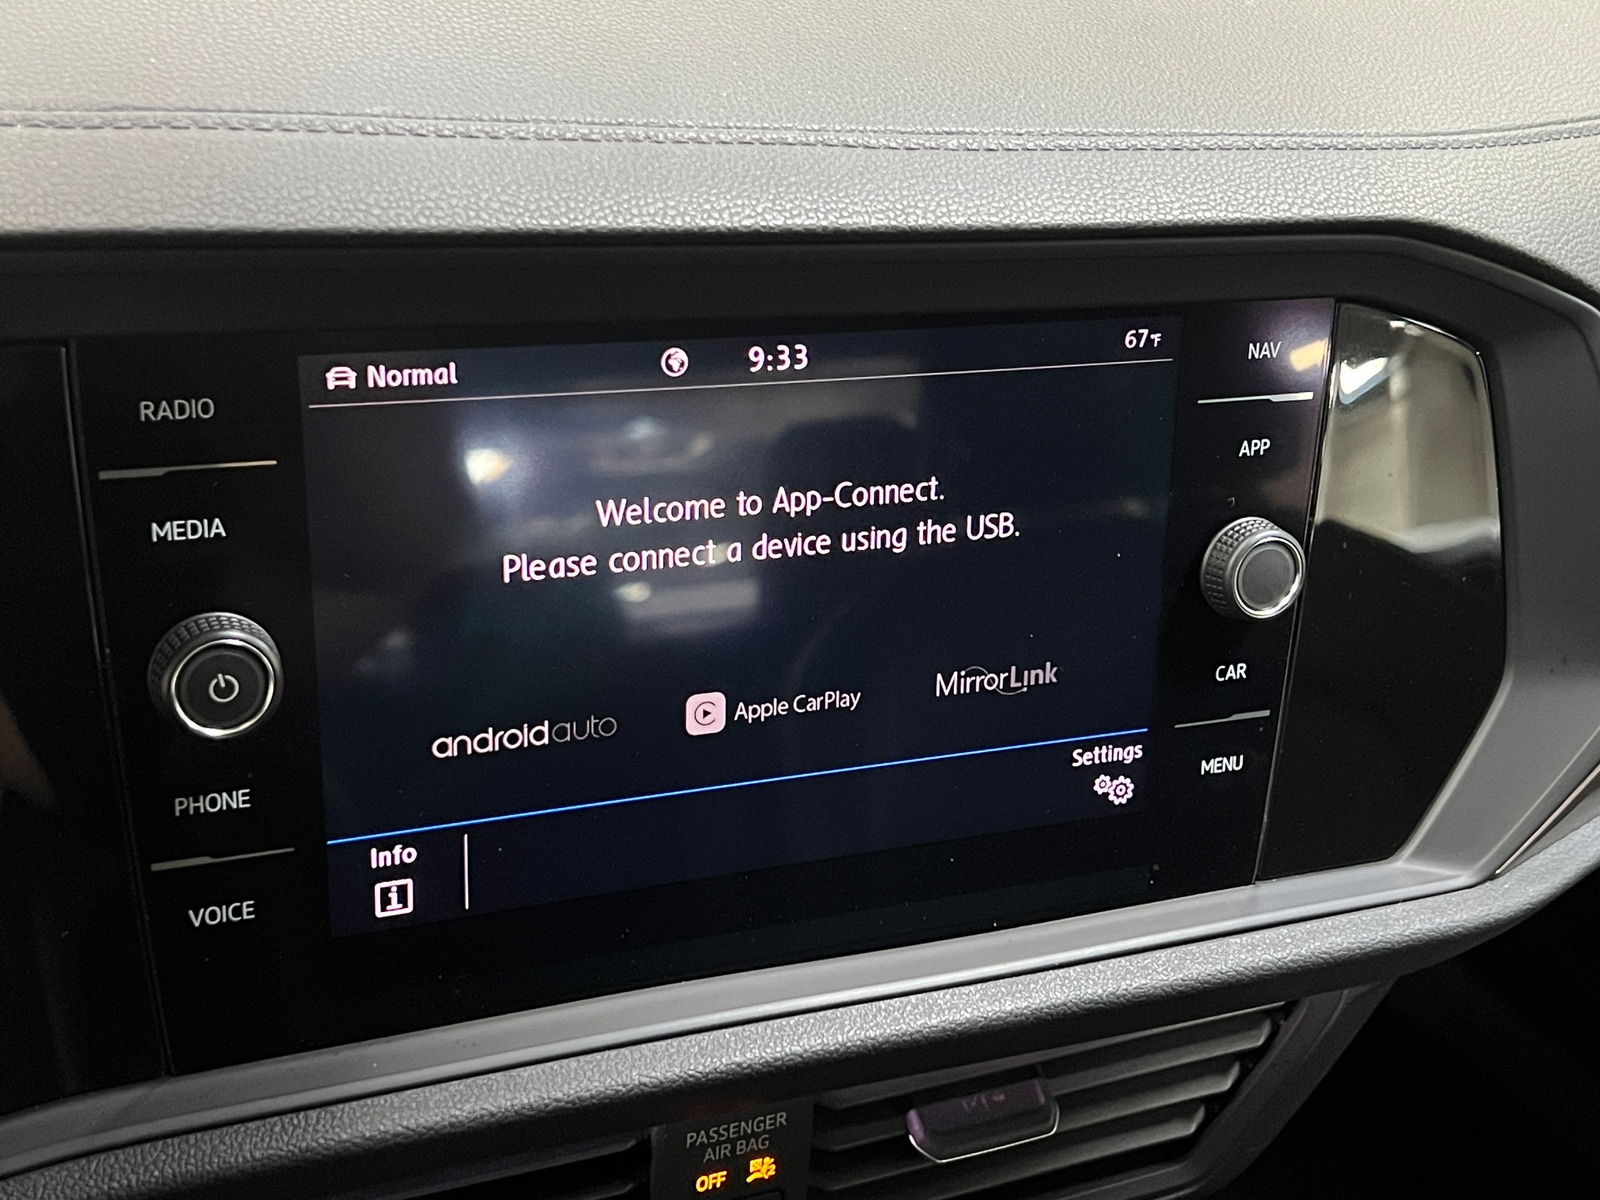 Normal
9:33
67°F
RADIO
MEDIA
PHONE
VOICE
Welcome to App-Connect.
Please connect a device using the USB.
androidauto
Apple CarPlay
MirrorLink
Settings
Info
i
NAV
APP
CAR
MENU
PASSENGER
AIR BAG
OFF